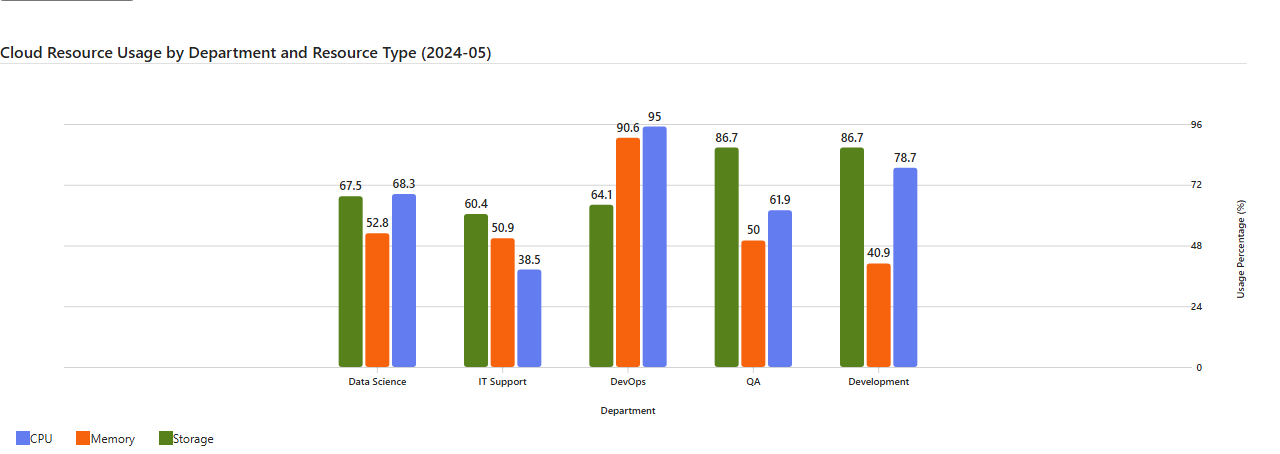 Cloud Resource Usage by Department and Resource Type (2024-05)
95
96
90.6
86.7
86.7
78.7
67.5
68.3
72
64.1
60.4
61.9
52.8
50.9
50
48
40.9
38.5
24
0
Usage Percentage (%)
Data Science
IT Support
DevOps
QA
Development
Department
CPU
Memory
Storage